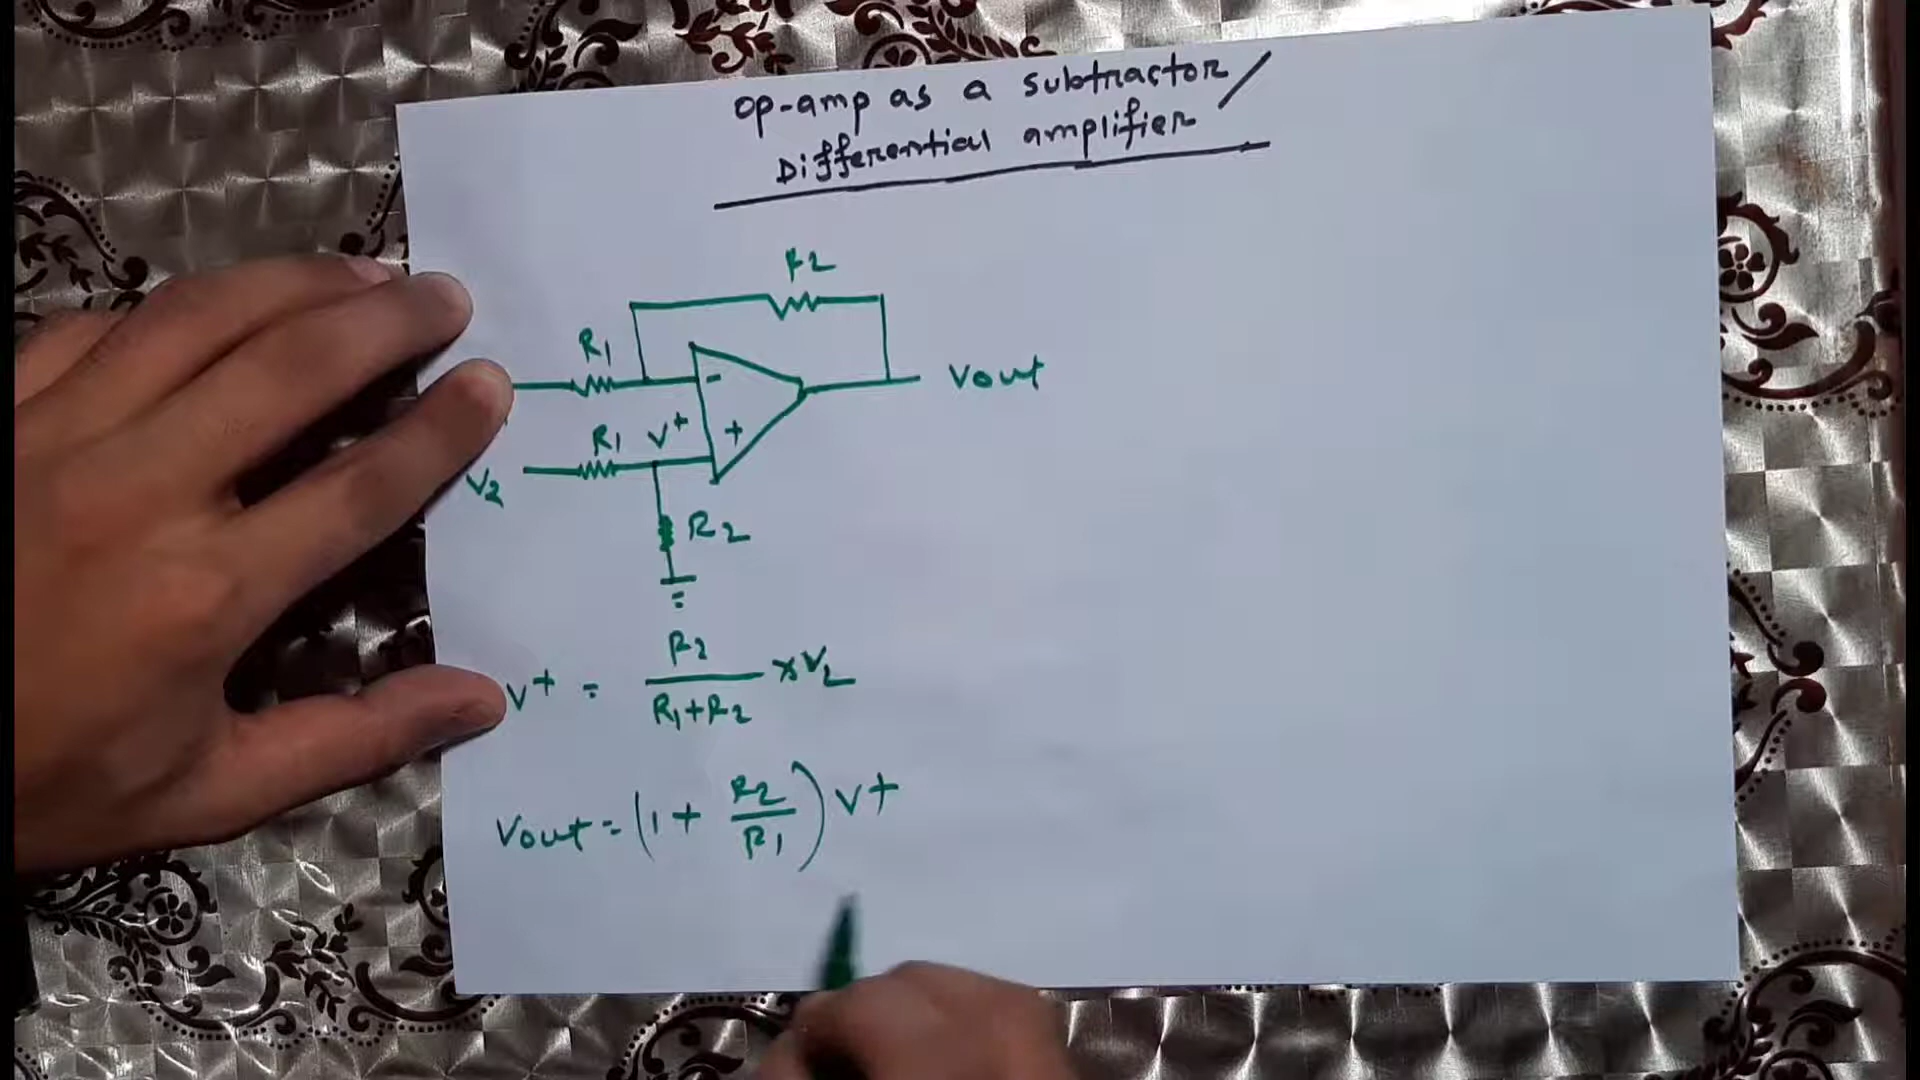 Op-amp as a subtractor/
Differential amplifier
R2
R1
-
Vout
R1 V+
+
V2
R2
V+ = R2/(R1+R2) × V2
Vout = (1 + R2/R1) V+